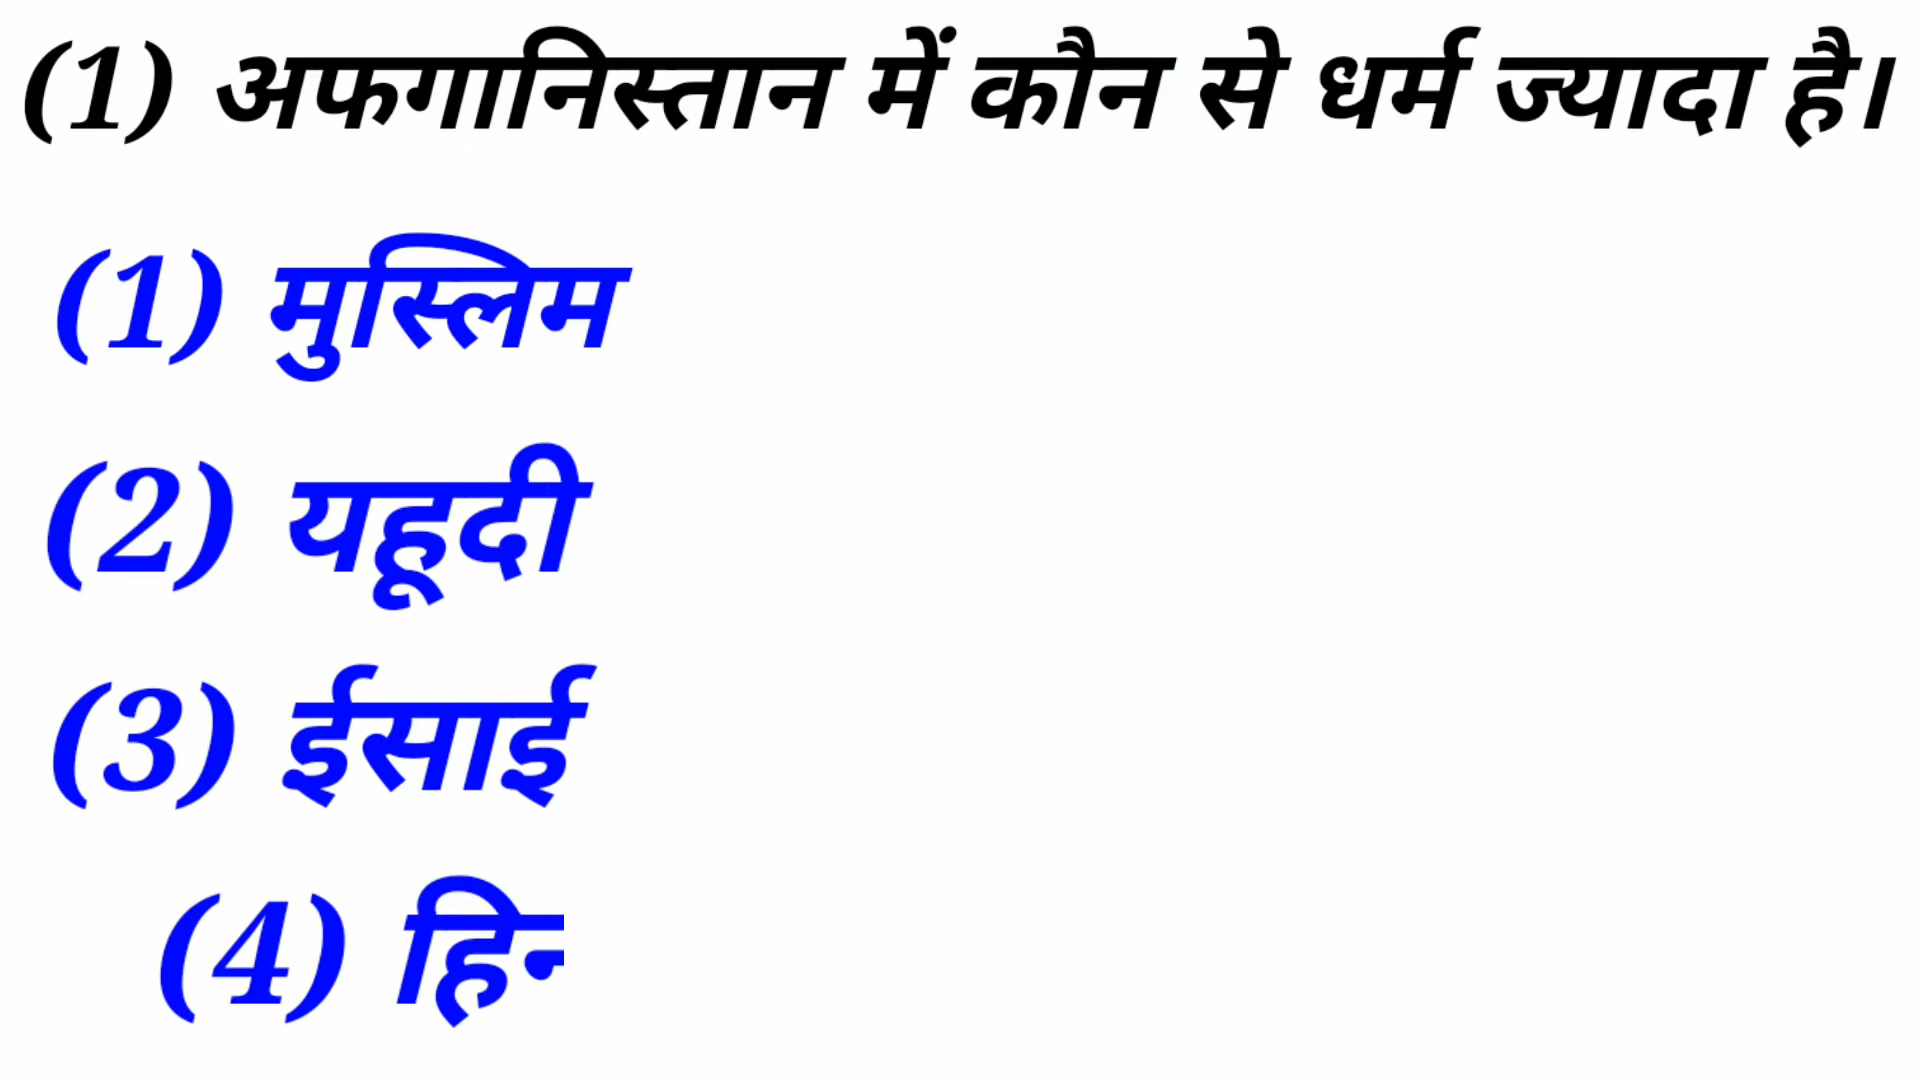 (1) अफगानिस्तान में कौन से धर्म ज्यादा है।
(1) मुस्लिम
(2) यहूदी
(3) ईसाई
(4)